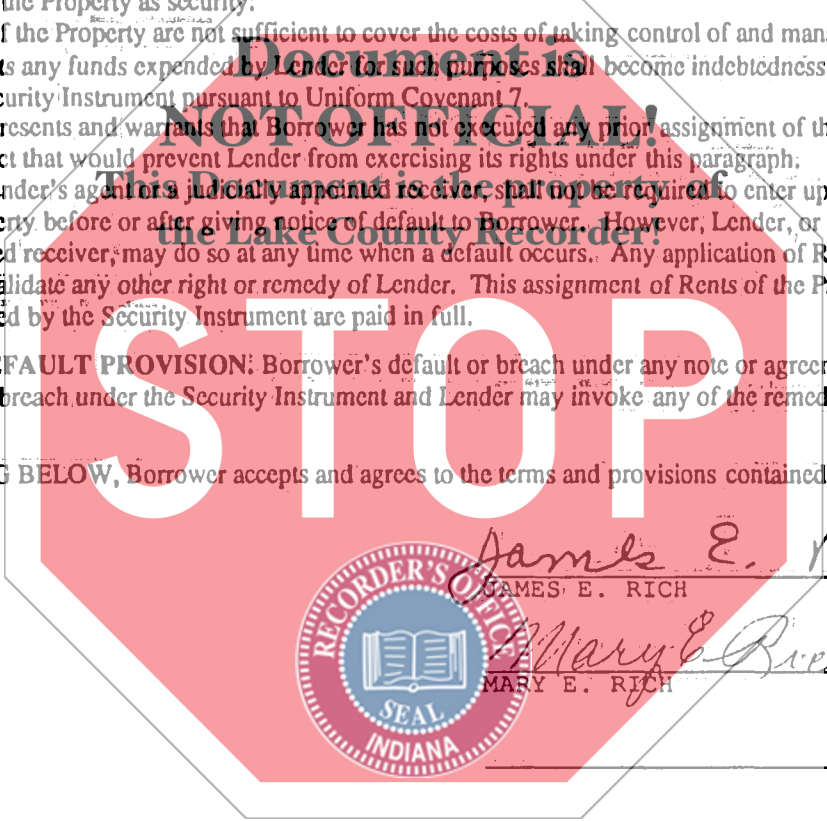 the Property as security.
f the Property are not sufficient to cover the costs of taking control of and man
Document is
s any funds expended by Lender for such purposes shall become indebtedness
curity Instrument pursuant to Uniform Covenant 7.
NOT OFFICIAL!
resents and warrants that Borrower has not executed any prior assignment of th
ct that would prevent Lender from exercising its rights under this paragraph.
This Document is the property of
nder's agent or a judicially appointed receiver, shall not be required to enter up
erty before or after giving notice of default to Borrower. However, Lender, or
the Lake County Recorder!
d receiver, may do so at any time when a default occurs. Any application of R
alidate any other right or remedy of Lender. This assignment of Rents of the P
ed by the Security Instrument are paid in full.
STOP
EFAULT PROVISION: Borrower's default or breach under any note or agreer
breach under the Security Instrument and Lender may invoke any of the remed
G BELOW, Borrower accepts and agrees to the terms and provisions contained
James E. R
JAMES E. RICH
Mary E Ric
MARY E. RICH
RECORDER'S OFFICE
SEAL
INDIANA